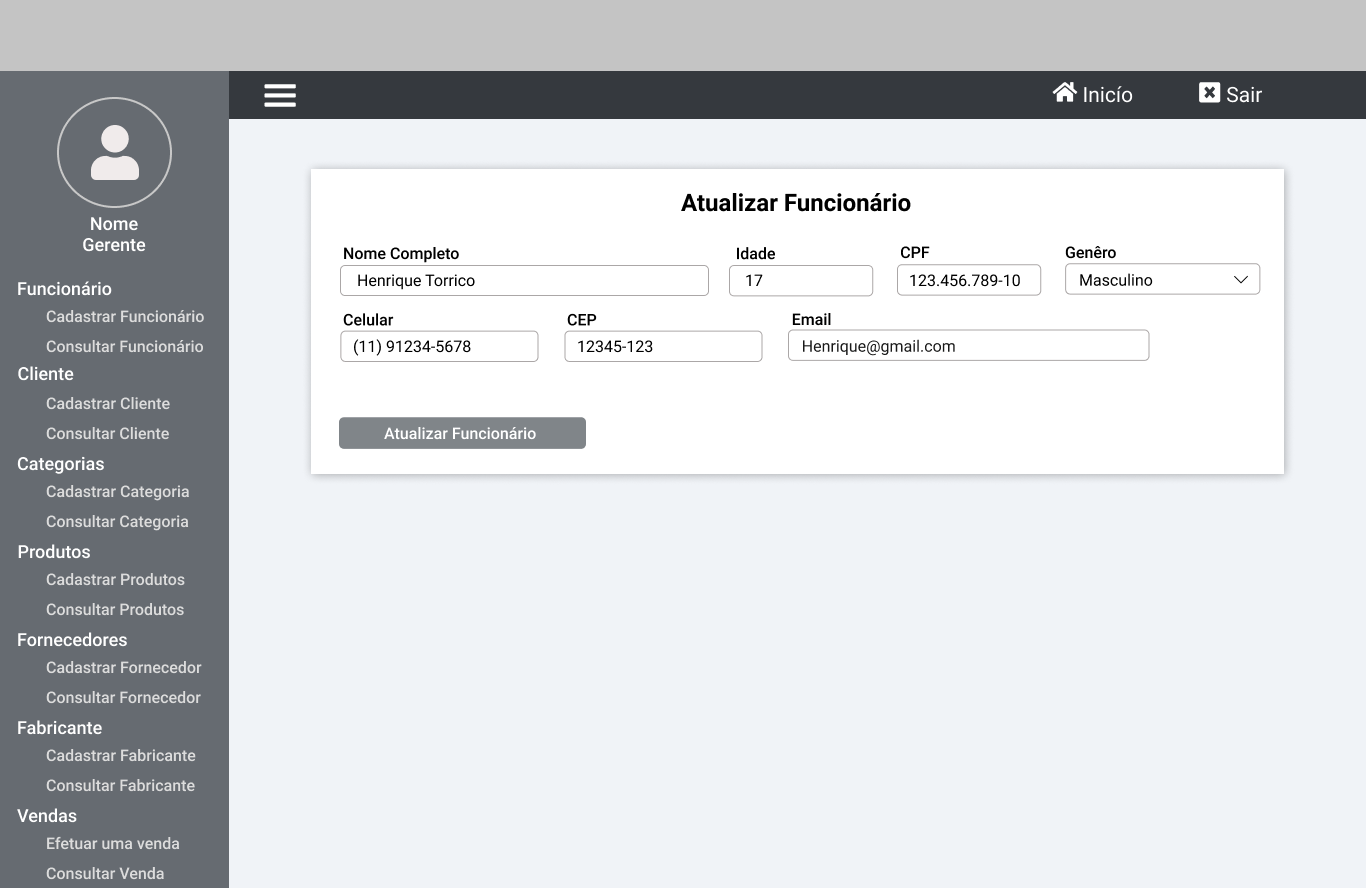 Inicío
Sair
Nome
Gerente
Funcionário
Cadastrar Funcionário
Consultar Funcionário
Cliente
Cadastrar Cliente
Consultar Cliente
Categorias
Cadastrar Categoria
Consultar Categoria
Produtos
Cadastrar Produtos
Consultar Produtos
Fornecedores
Cadastrar Fornecedor
Consultar Fornecedor
Fabricante
Cadastrar Fabricante
Consultar Fabricante
Vendas
Efetuar uma venda
Consultar Venda
Atualizar Funcionário
Nome Completo
Henrique Torrico
Idade
17
CPF
123.456.789-10
Genêro
Masculino
Celular
(11) 91234-5678
CEP
12345-123
Email
Henrique@gmail.com
Atualizar Funcionário